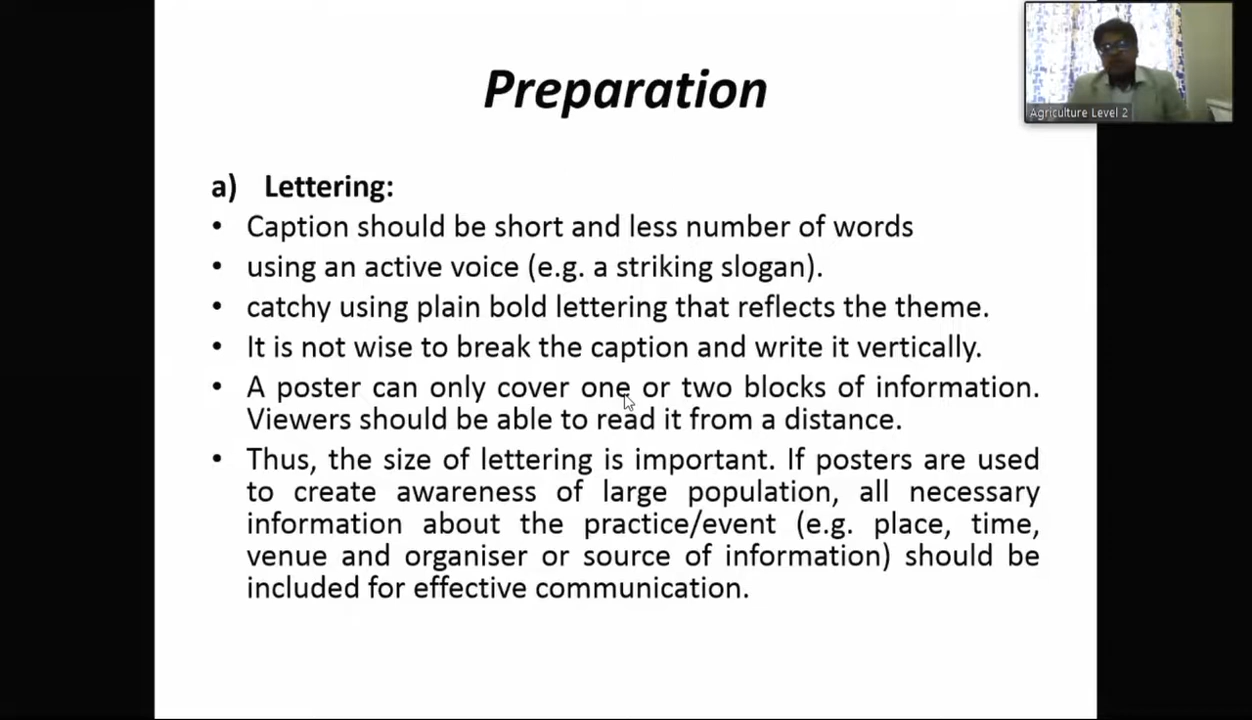 Preparation
Agriculture Level 2
a) Lettering:
• Caption should be short and less number of words
• using an active voice (e.g. a striking slogan).
• catchy using plain bold lettering that reflects the theme.
• It is not wise to break the caption and write it vertically.
• A poster can only cover one or two blocks of information.
Viewers should be able to read it from a distance.
• Thus, the size of lettering is important. If posters are used
to create awareness of large population, all necessary
information about the practice/event (e.g. place, time,
venue and organiser or source of information) should be
included for effective communication.